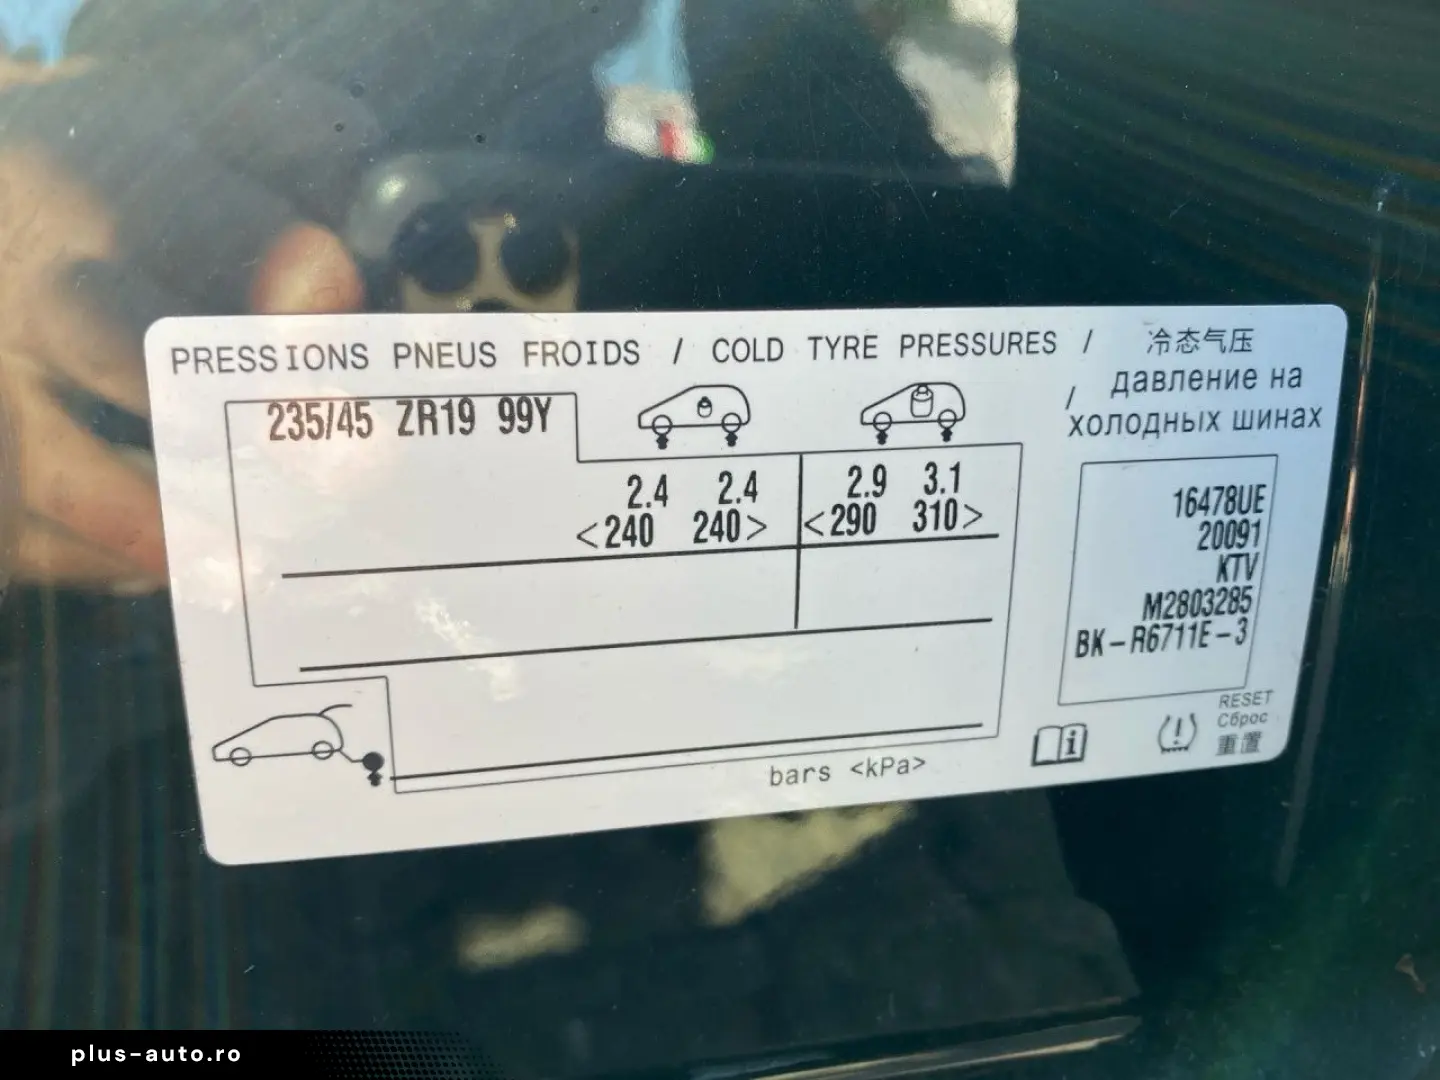 PRESSIONS PNEUS FROIDS / COLD TYRE PRESSURES / 冷态气压
/ давление на
холодных шинах
235/45 ZR19 99Y
2.4 2.4 2.9 3.1
<240 240> <290 310>
16478UE
20091
KTV
M2803285
BK-R6711E-3
bars <kPa>
RESET
Сброс
重置
plus-auto.ro